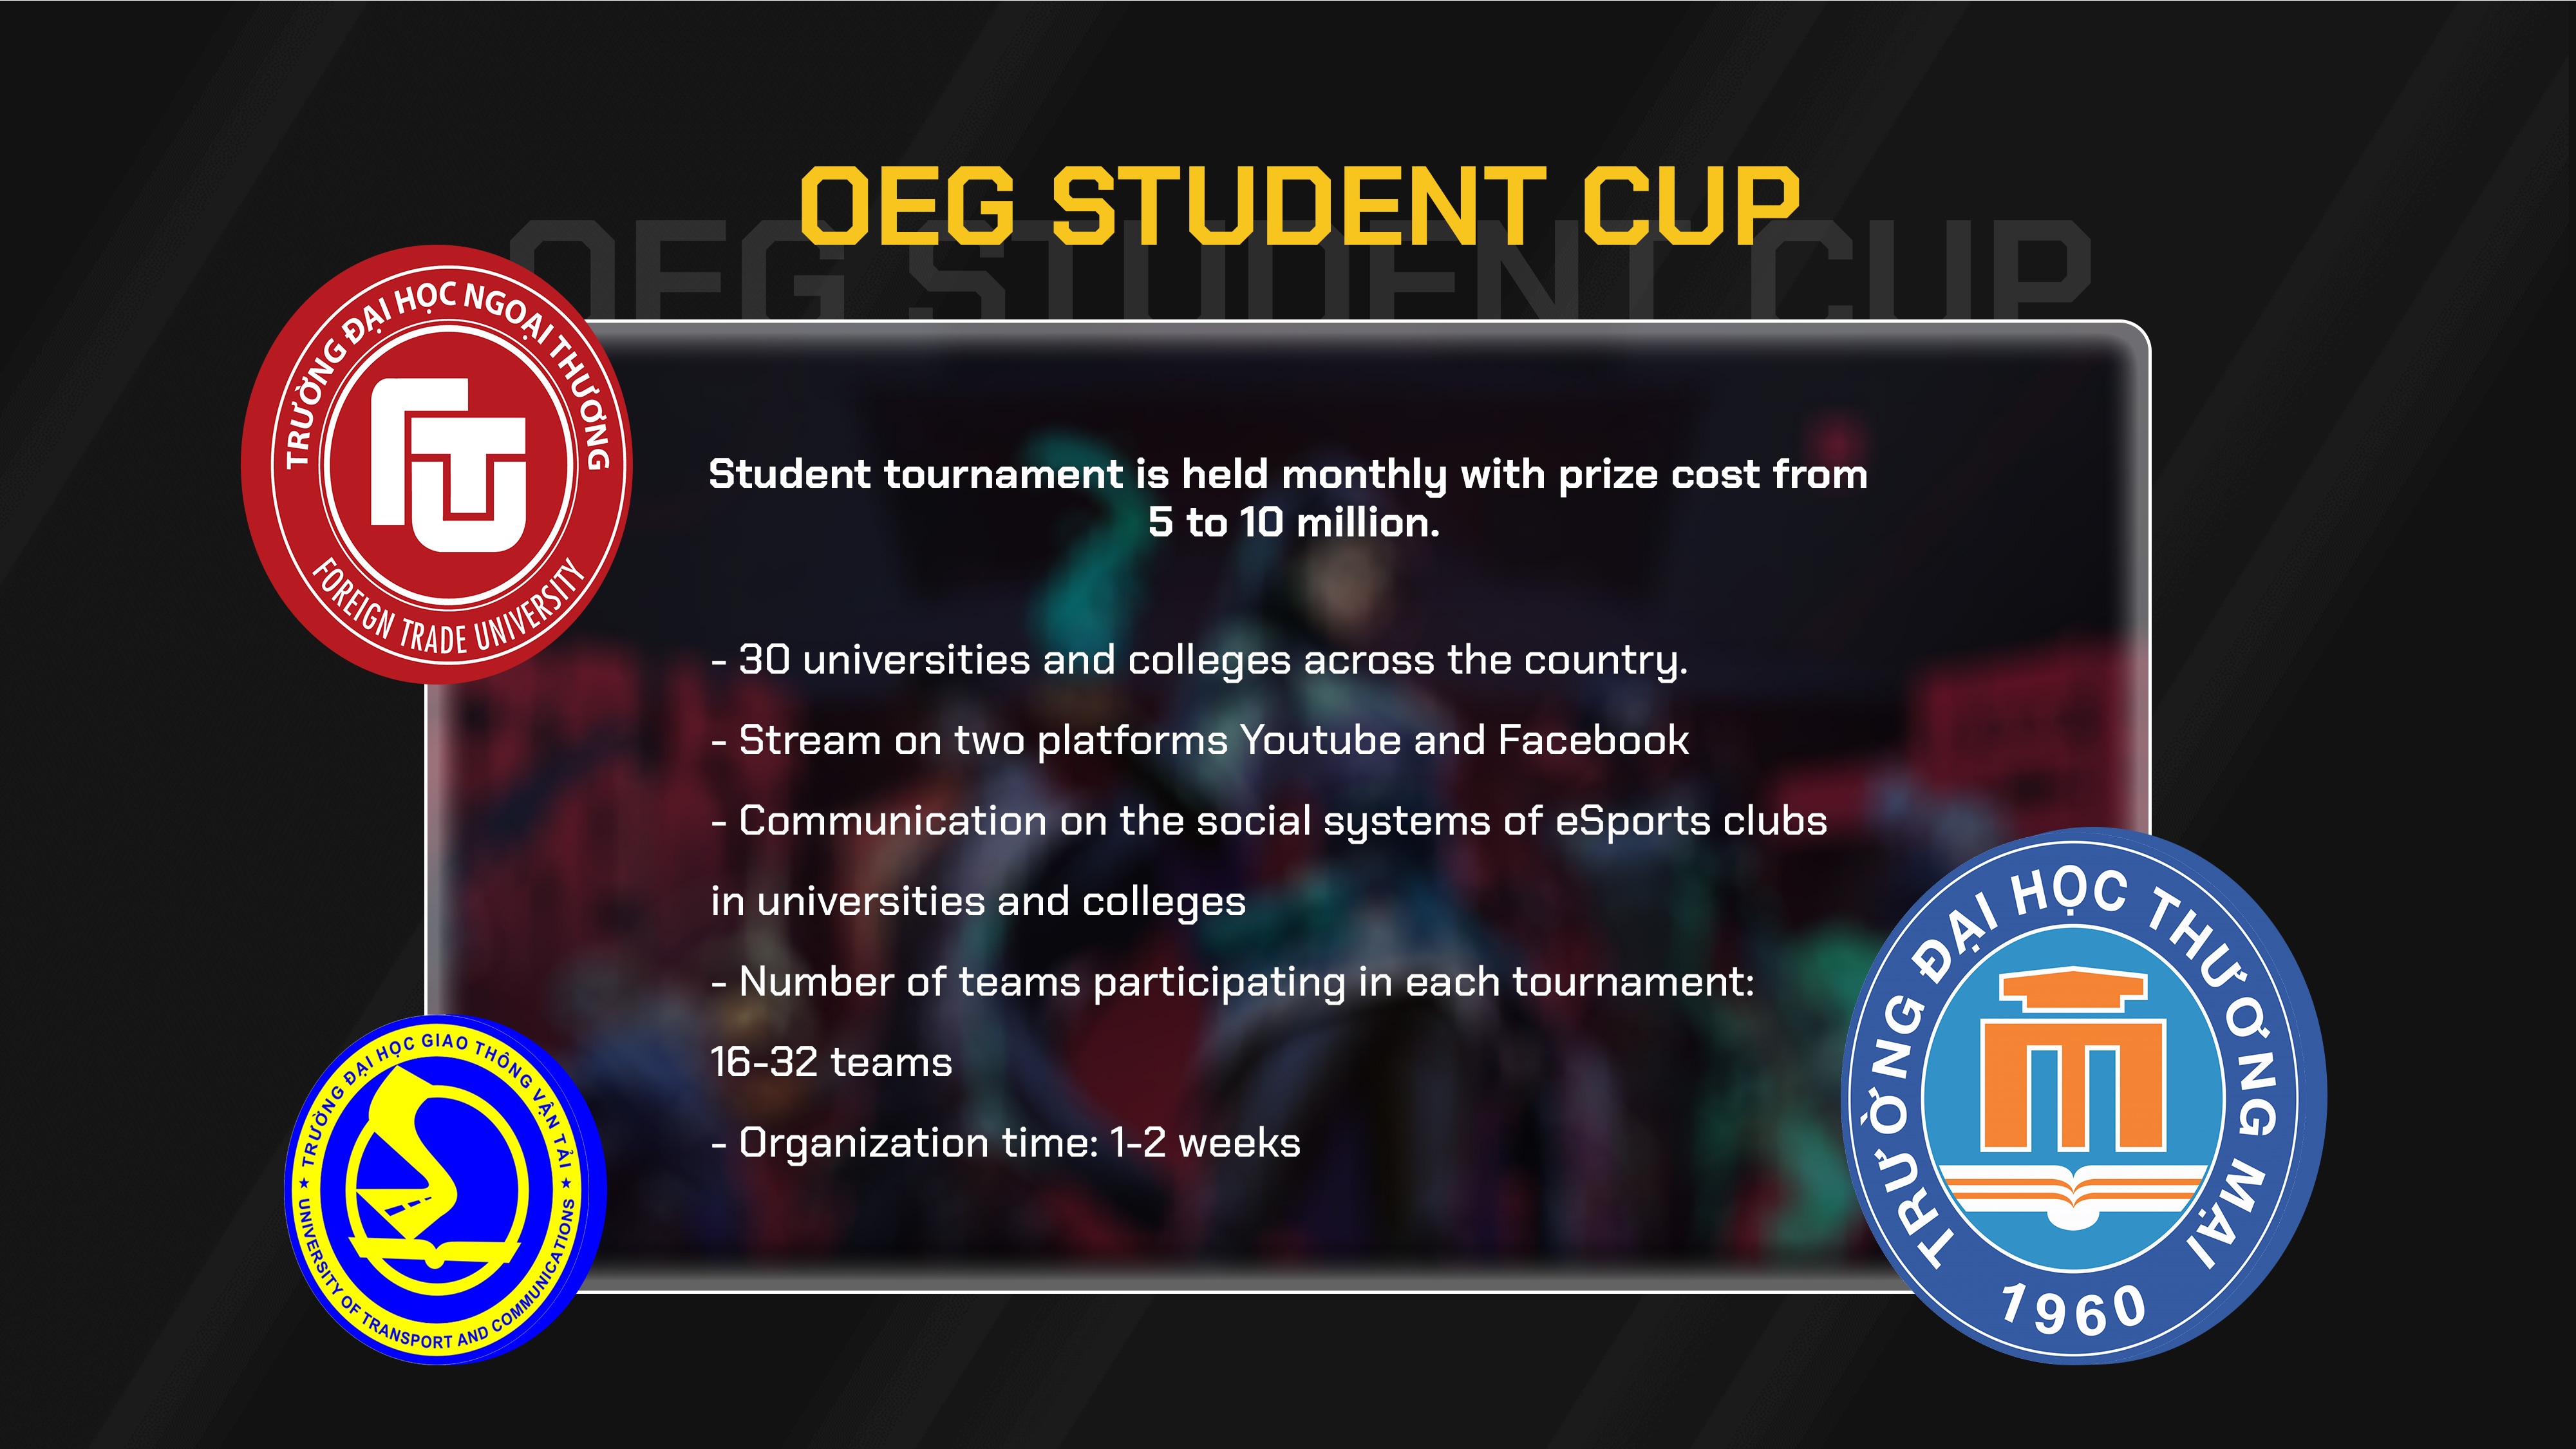 OEG STUDENT CUP
OEG STUDENT CUP
TRƯỜNG ĐẠI HỌC NGOẠI THƯƠNG
FTU
FOREIGN TRADE UNIVERSITY
Student tournament is held monthly with prize cost from
5 to 10 million.
- 30 universities and colleges across the country.
- Stream on two platforms Youtube and Facebook
- Communication on the social systems of eSports clubs
in universities and colleges
- Number of teams participating in each tournament:
16-32 teams
- Organization time: 1-2 weeks
★ TRƯỜNG ĐẠI HỌC GIAO THÔNG VẬN TẢI ★
UNIVERSITY OF TRANSPORT AND COMMUNICATIONS
TRƯỜNG ĐẠI HỌC THƯƠNG MẠI
1960